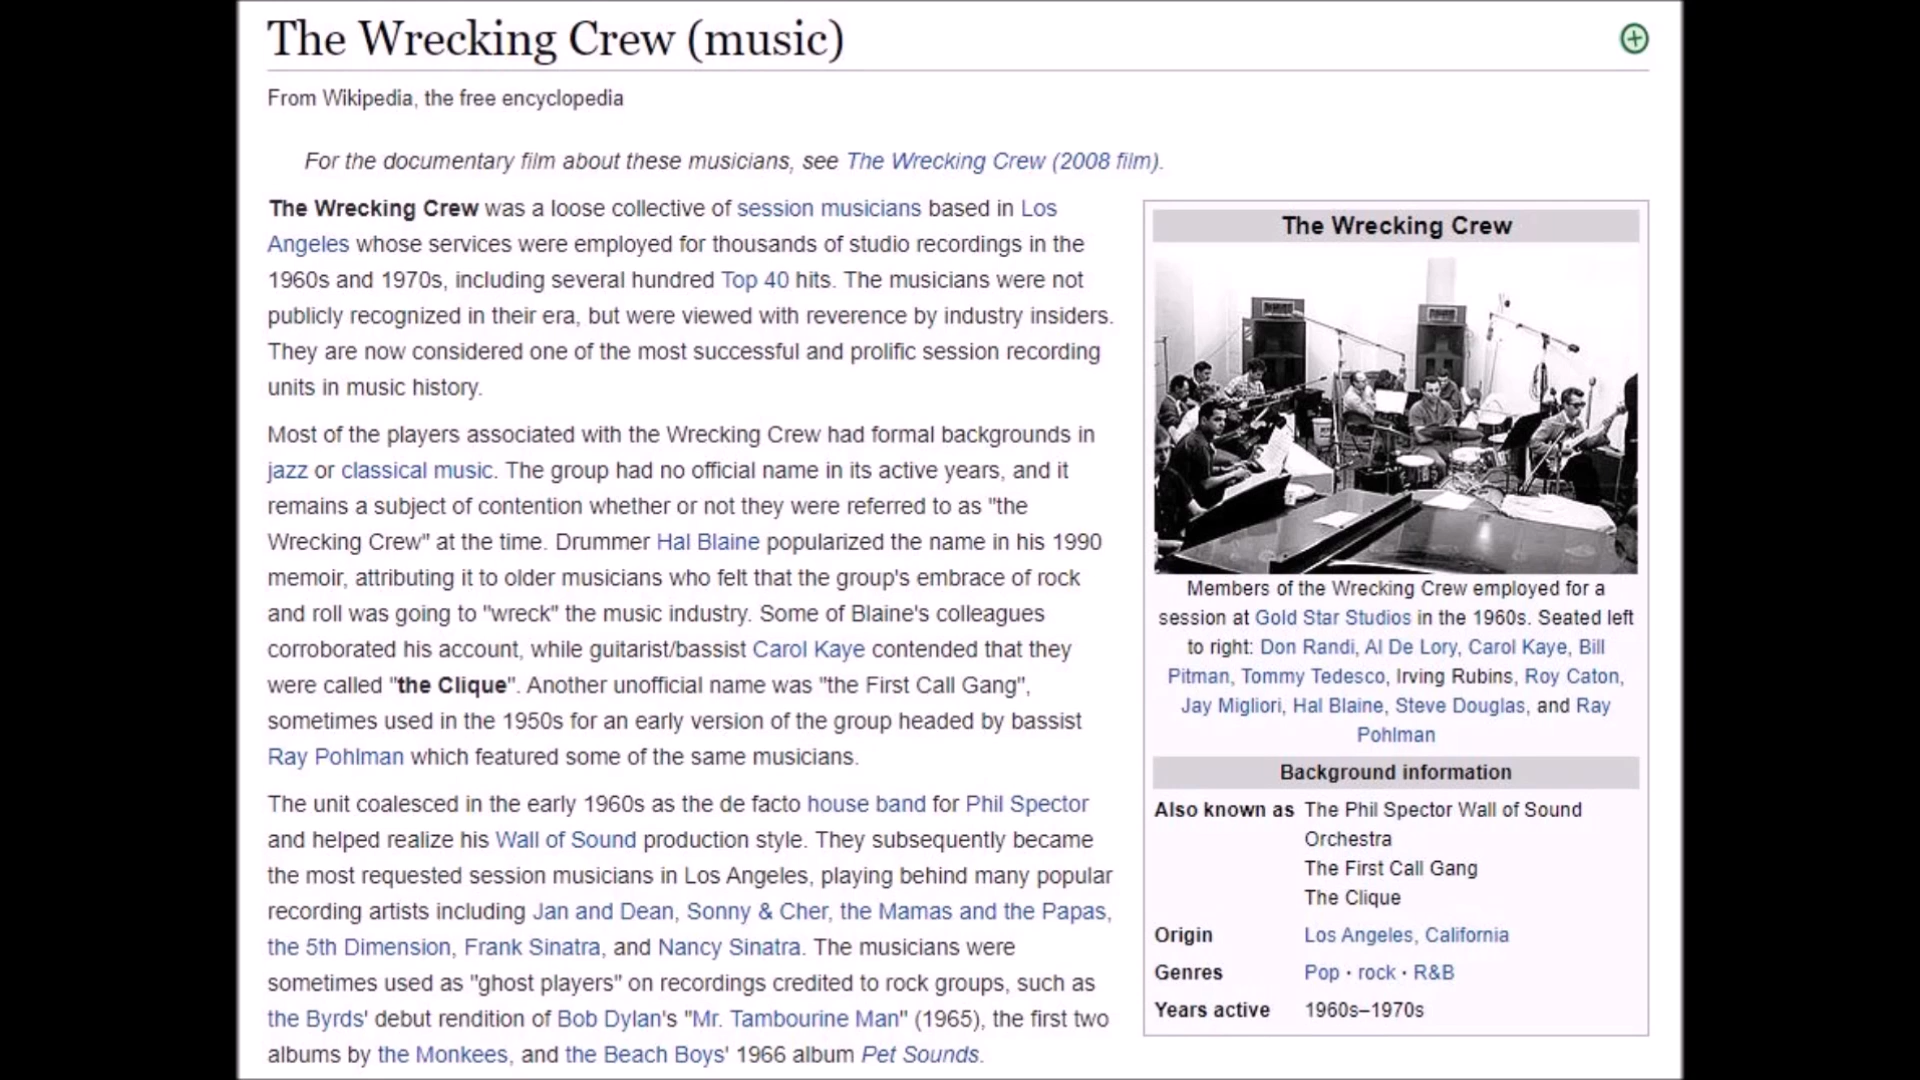 The Wrecking Crew (music)
From Wikipedia, the free encyclopedia
For the documentary film about these musicians, see The Wrecking Crew (2008 film).
The Wrecking Crew was a loose collective of session musicians based in Los
Angeles whose services were employed for thousands of studio recordings in the
1960s and 1970s, including several hundred Top 40 hits. The musicians were not
publicly recognized in their era, but were viewed with reverence by industry insiders.
They are now considered one of the most successful and prolific session recording
units in music history.
Most of the players associated with the Wrecking Crew had formal backgrounds in
jazz or classical music. The group had no official name in its active years, and it
remains a subject of contention whether or not they were referred to as "the
Wrecking Crew" at the time. Drummer Hal Blaine popularized the name in his 1990
memoir, attributing it to older musicians who felt that the group's embrace of rock
and roll was going to "wreck" the music industry. Some of Blaine's colleagues
corroborated his account, while guitarist/bassist Carol Kaye contended that they
were called "the Clique". Another unofficial name was "the First Call Gang",
sometimes used in the 1950s for an early version of the group headed by bassist
Ray Pohlman which featured some of the same musicians.
The unit coalesced in the early 1960s as the de facto house band for Phil Spector
and helped realize his Wall of Sound production style. They subsequently became
the most requested session musicians in Los Angeles, playing behind many popular
recording artists including Jan and Dean, Sonny & Cher, the Mamas and the Papas,
the 5th Dimension, Frank Sinatra, and Nancy Sinatra. The musicians were
sometimes used as "ghost players" on recordings credited to rock groups, such as
the Byrds' debut rendition of Bob Dylan's "Mr. Tambourine Man" (1965), the first two
albums by the Monkees, and the Beach Boys' 1966 album Pet Sounds.
The Wrecking Crew
Members of the Wrecking Crew employed for a
session at Gold Star Studios in the 1960s. Seated left
to right: Don Randi, Al De Lory, Carol Kaye, Bill
Pitman, Tommy Tedesco, Irving Rubins, Roy Caton,
Jay Migliori, Hal Blaine, Steve Douglas, and Ray
Pohlman
Background information
Also known as The Phil Spector Wall of Sound
Orchestra
The First Call Gang
The Clique
Origin Los Angeles, California
Genres Pop · rock · R&B
Years active 1960s–1970s